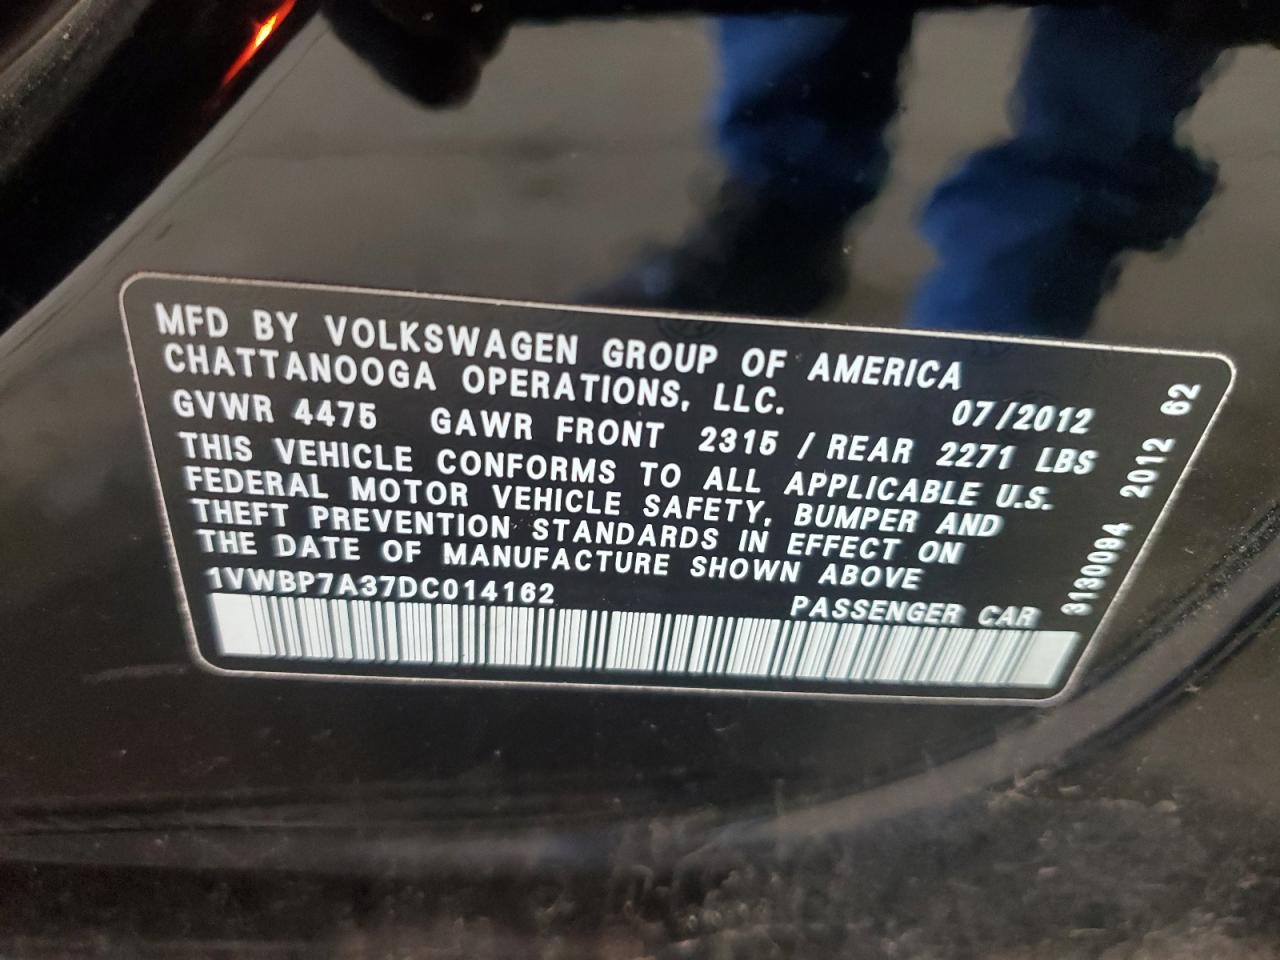 MFD BY VOLKSWAGEN GROUP OF AMERICA
CHATTANOOGA OPERATIONS, LLC.
07/2012
GVWR 4475 GAWR FRONT 2315 / REAR 2271 LBS
THIS VEHICLE CONFORMS TO ALL APPLICABLE U.S.
FEDERAL MOTOR VEHICLE SAFETY, BUMPER AND
THEFT PREVENTION STANDARDS IN EFFECT ON
THE DATE OF MANUFACTURE SHOWN ABOVE
1VWBP7A37DC014162
PASSENGER CAR
3130094 2012 62